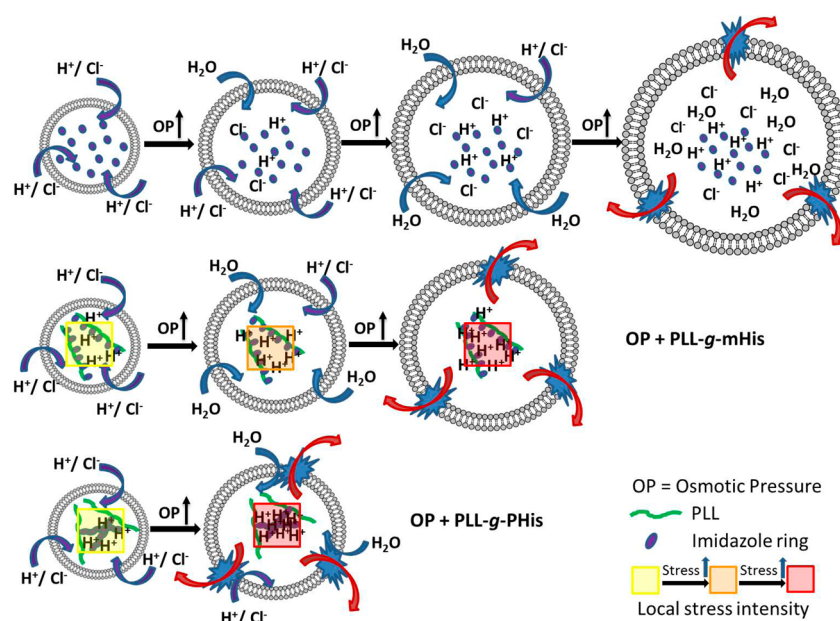 H⁺/ Cl⁻
H⁺/ Cl⁻
H⁺/ Cl⁻
OP
H₂O
H⁺/ Cl⁻
Cl⁻
H⁺
H⁺
Cl⁻
H⁺/ Cl⁻
H⁺/ Cl⁻
OP
H₂O
H⁺/ Cl⁻
Cl⁻
Cl⁻
H⁺
Cl⁻
H⁺
H⁺
Cl⁻
Cl⁻
H₂O
H₂O
OP
Cl⁻
H₂O
H₂O
Cl⁻
H₂O
Cl⁻
H⁺
H⁺
Cl⁻
H₂O
H⁺
H⁺
H⁺
Cl⁻
Cl⁻
H₂O
H₂O
H⁺/ Cl⁻
H⁺
H⁺
H⁺
H⁺
H⁺
H⁺
H⁺/ Cl⁻
H⁺/ Cl⁻
OP
H₂O
H⁺/ Cl⁻
H⁺
H⁺
H⁺
H⁺
H⁺
H⁺
H₂O
H₂O
OP
H⁺
H⁺
H⁺
H⁺
H⁺
H⁺
H⁺
OP + PLL-g-mHis
H⁺/ Cl⁻
H⁺
H⁺
H⁺
H⁺
H⁺
H⁺/ Cl⁻
H⁺/ Cl⁻
OP
H₂O
H⁺
H⁺
H⁺
H⁺
H₂O
H⁺/ Cl⁻
OP + PLL-g-PHis
OP = Osmotic Pressure
PLL
Imidazole ring
Stress Stress
Local stress intensity